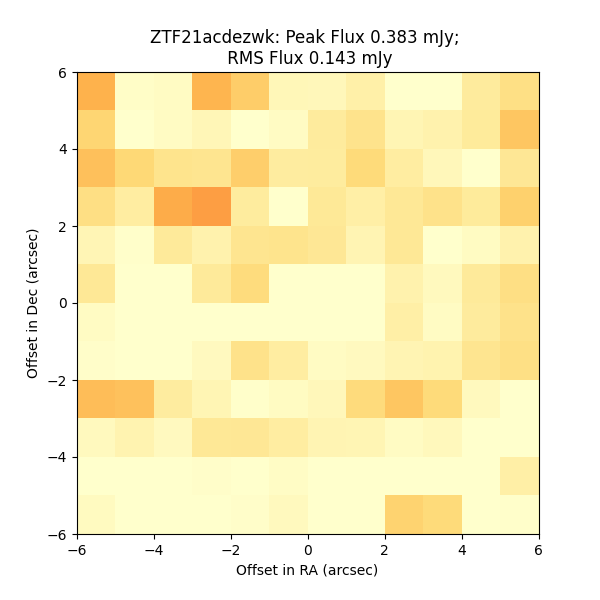 ZTF21acdezwk: Peak Flux 0.383 mJy;
RMS Flux 0.143 mJy
6
4
2
0
−2
−4
−6
Offset in Dec (arcsec)
−6 −4 −2 0 2 4 6
Offset in RA (arcsec)